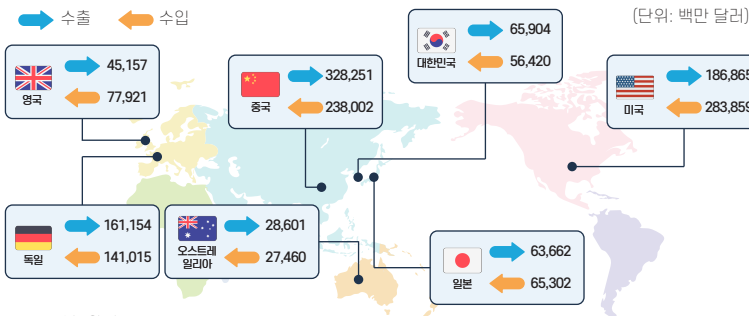 수출 수입
(단위: 백만 달러)
영국
45,157
77,921
중국
328,251
238,002
대한민국
65,904
56,420
미국
186,865
283,859
독일
161,154
141,015
오스트레
일리아
28,601
27,460
일본
63,662
65,302